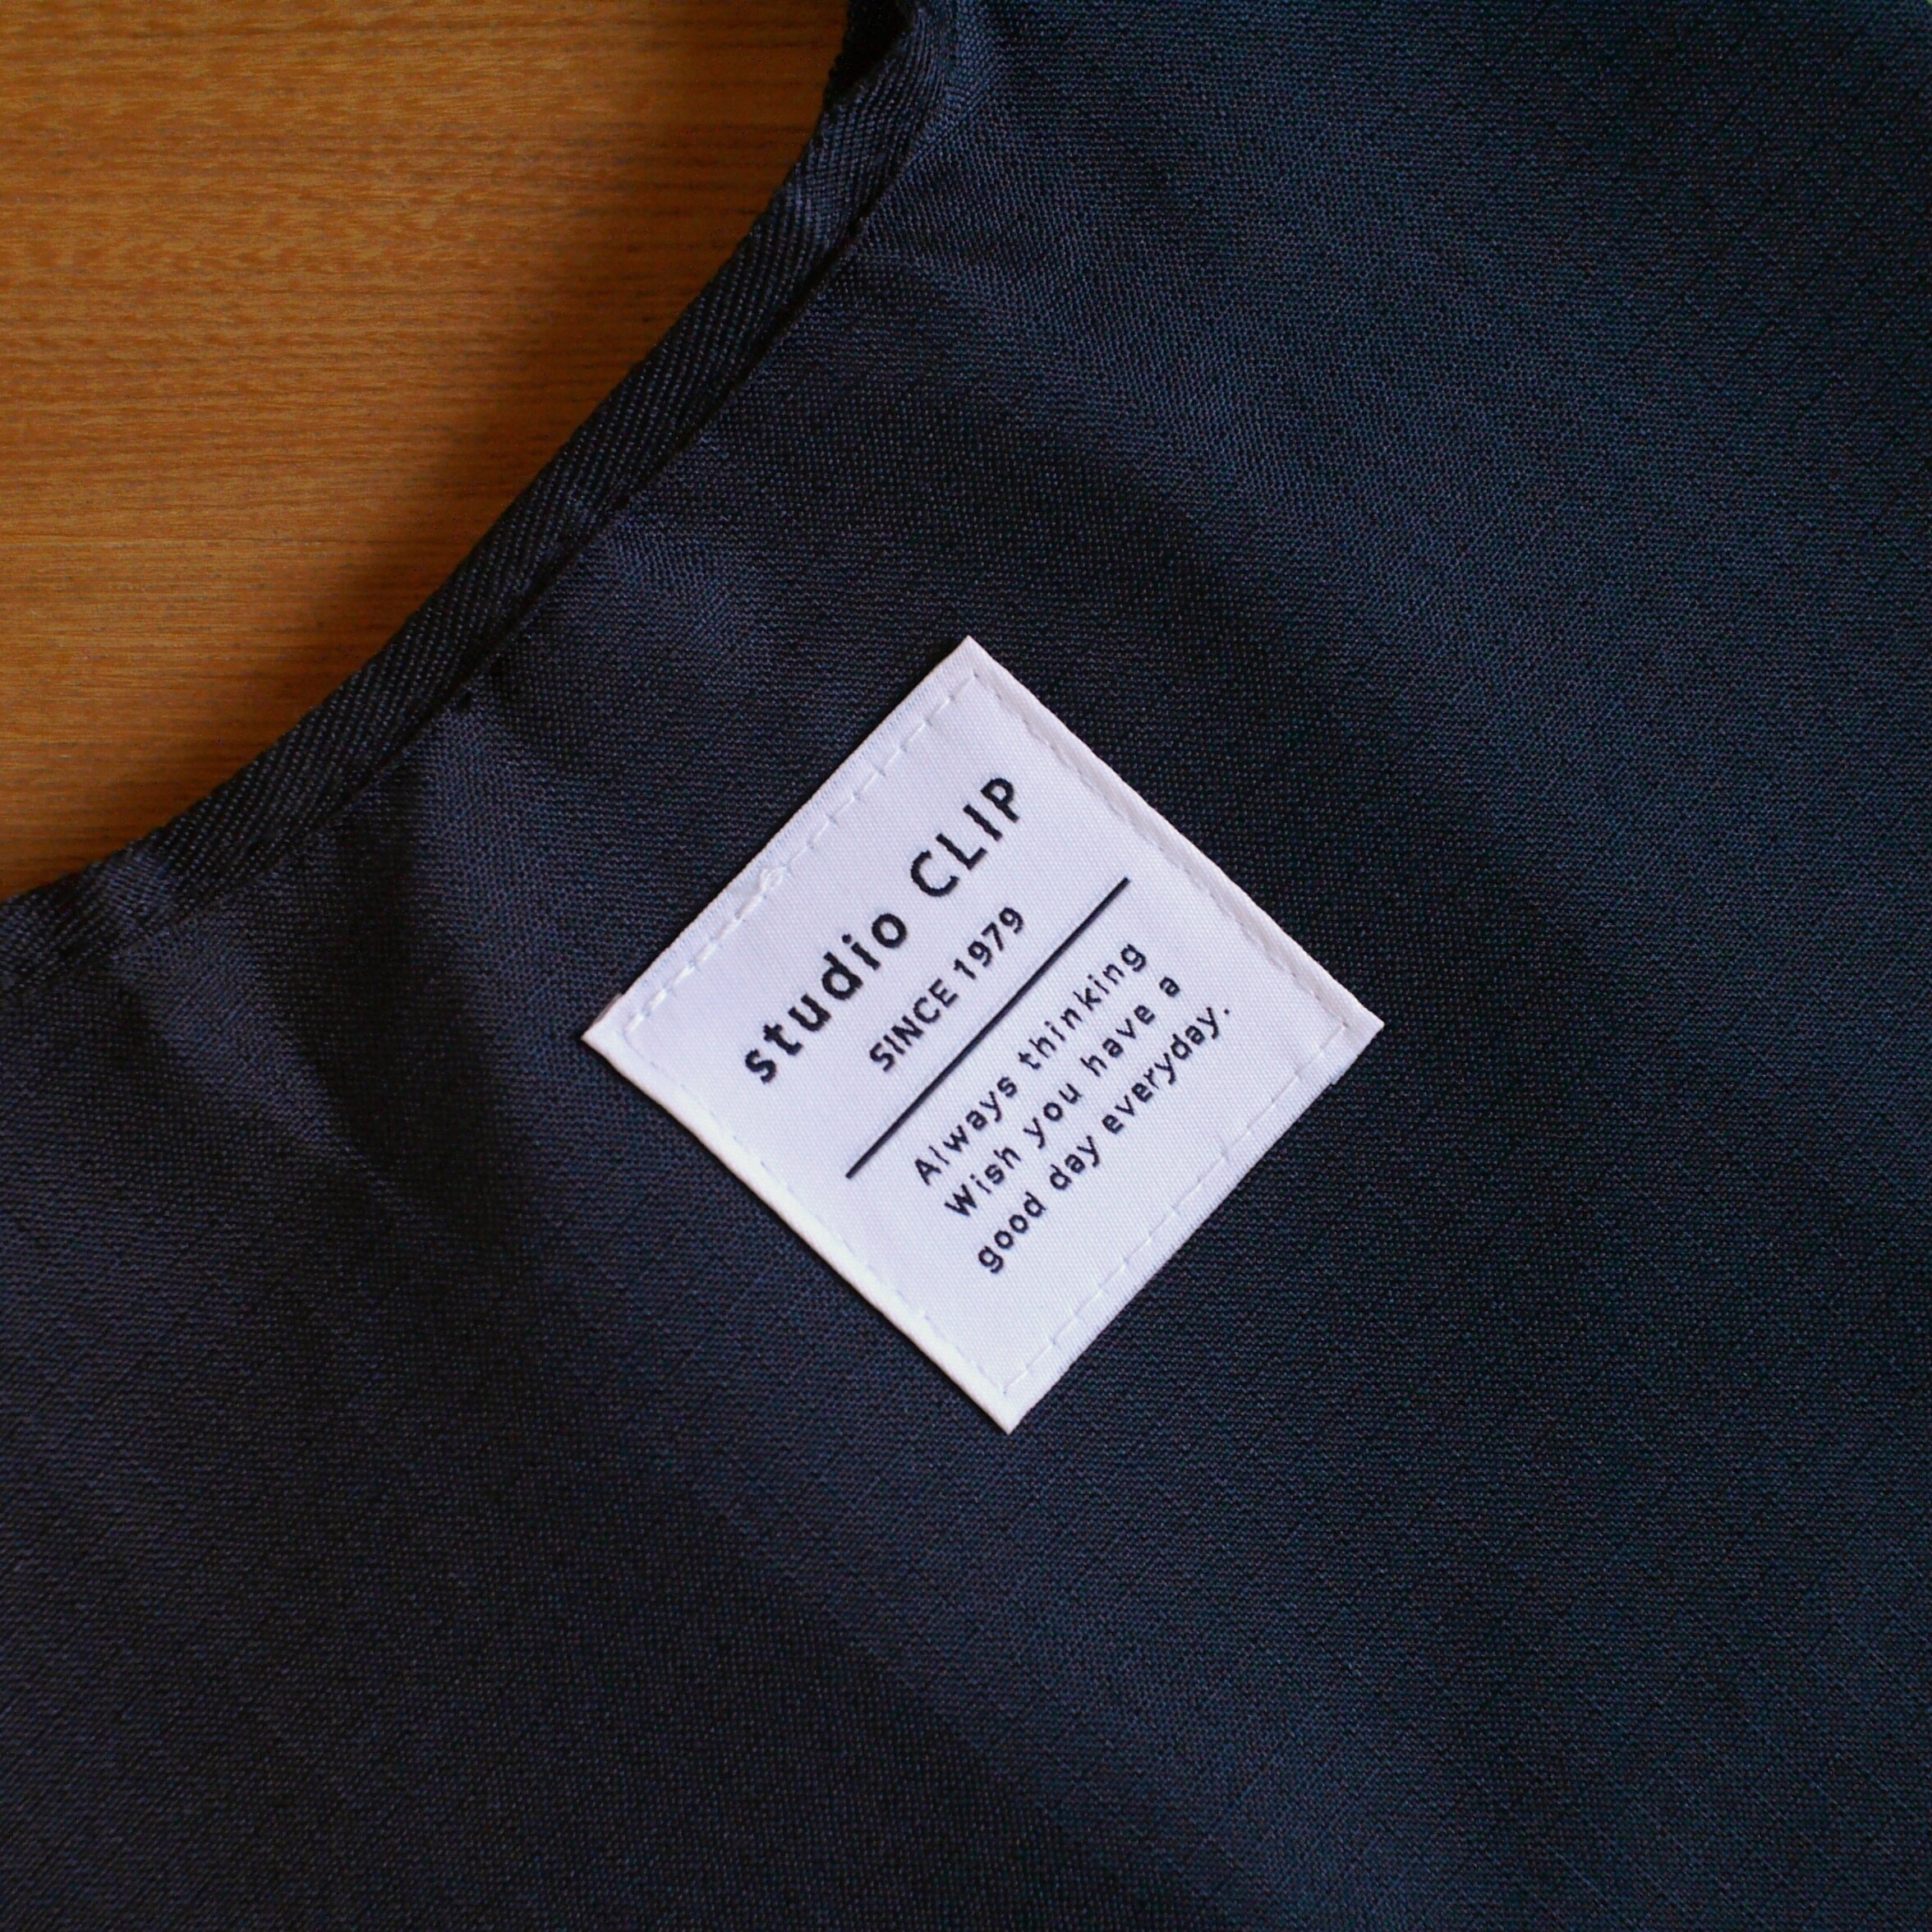 studio CLIP
SINCE 1979
Always thinking
Wish you have a
good day everyday.